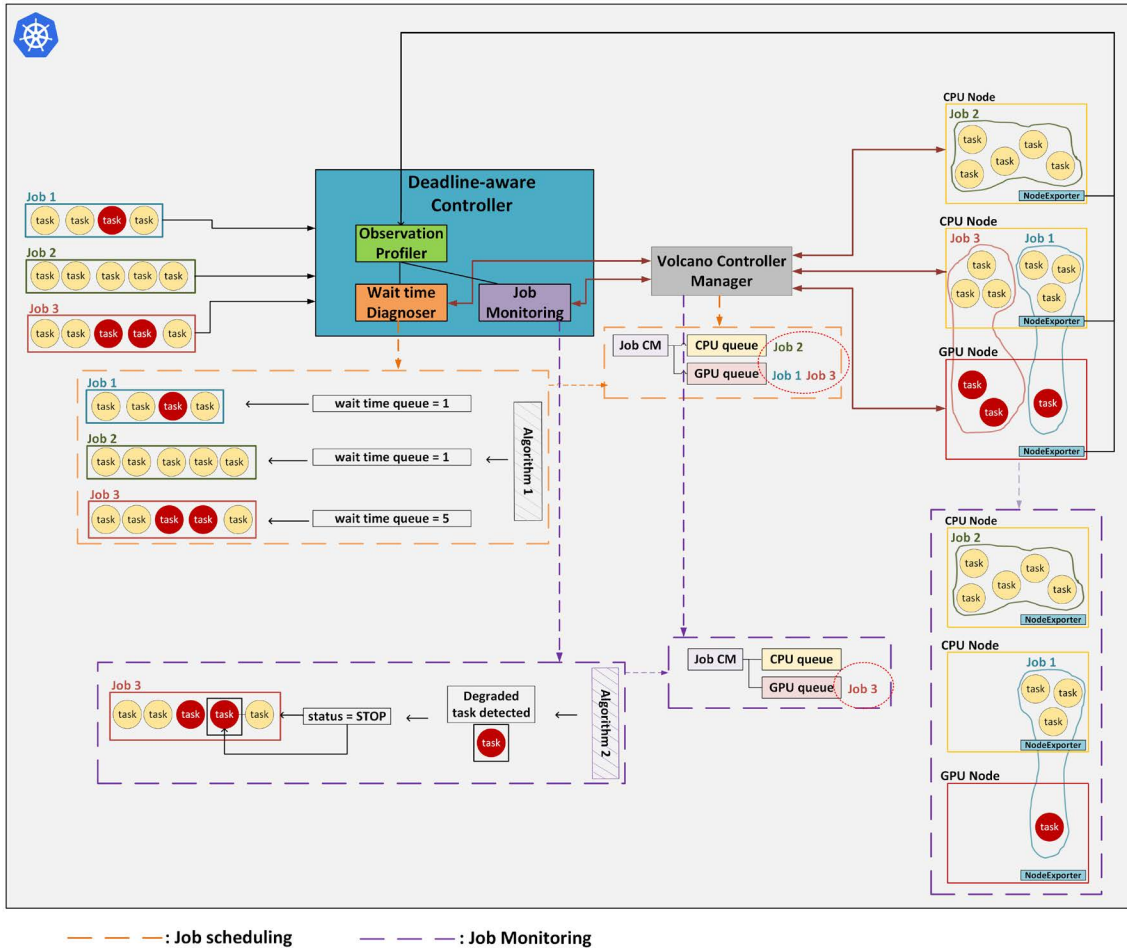 Job 1
task task task task
Job 2
task task task task task
Job 3
task task task task task
Deadline-aware
Controller
Observation
Profiler
Wait time
Diagnoser
Job
Monitoring
Volcano Controller
Manager
Job CM
CPU queue
Job 2
GPU queue
Job 1 Job 3
CPU Node
Job 2
task task task task task
NodeExporter
CPU Node
Job 3
Job 1
task task task
task task task
NodeExporter
GPU Node
task
task
task
NodeExporter
Job 1
task task task task
wait time queue = 1
Job 2
task task task task task
wait time queue = 1
Job 3
task task task task task
wait time queue = 5
Algorithm 1
Job 3
task task task task task
status = STOP
Degraded
task detected
task
Algorithm 2
Job CM
CPU queue
GPU queue
Job 3
CPU Node
Job 2
task task task task task
NodeExporter
CPU Node
Job 1
task task task
NodeExporter
GPU Node
task
NodeExporter
: Job scheduling
: Job Monitoring